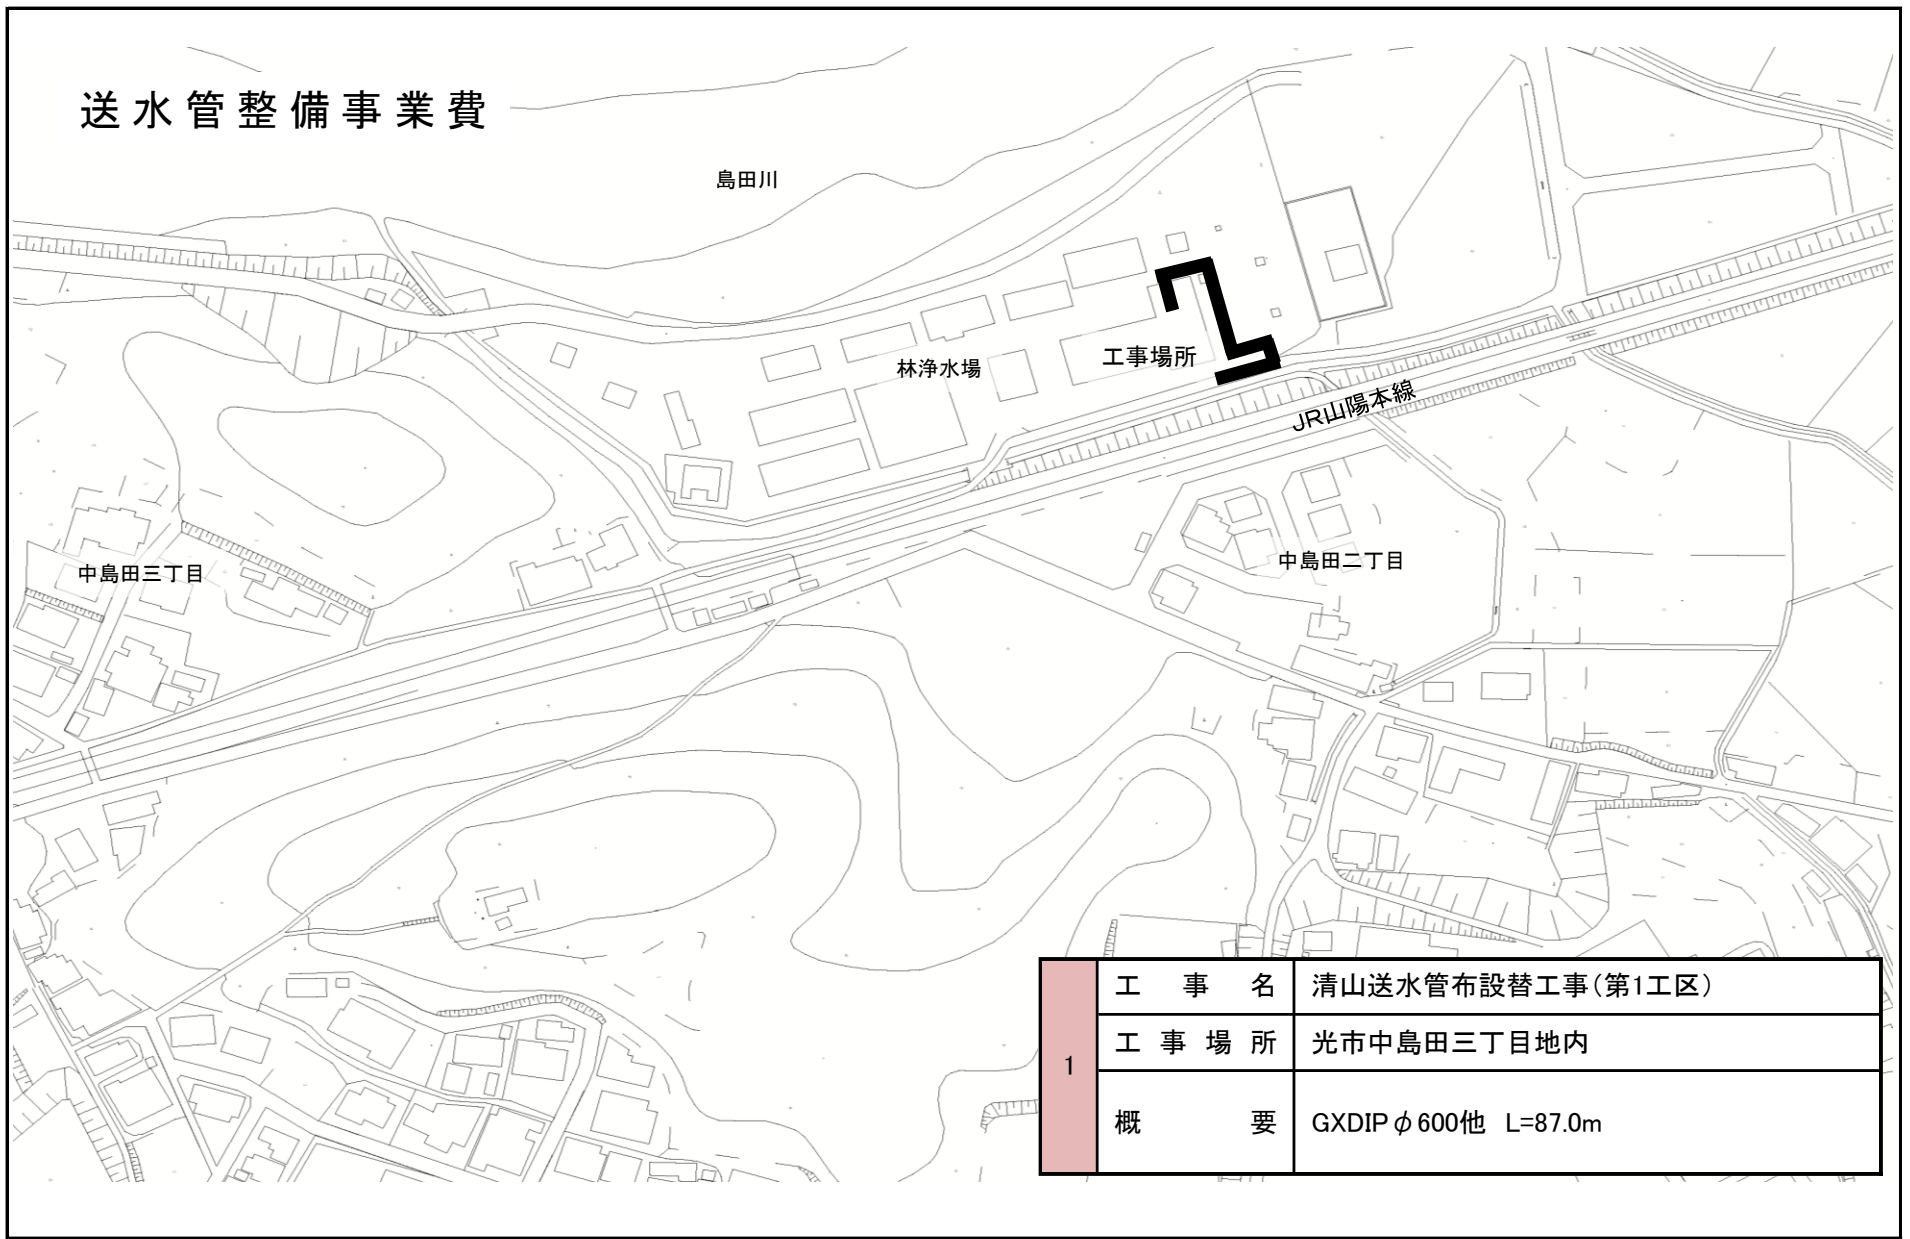 送水管整備事業費
島田川
林浄水場
工事場所
JR山陽本線
中島田三丁目
中島田二丁目
1
工事名 清山送水管布設替工事(第1工区)
工事場所 光市中島田三丁目地内
概要 GXDIPφ600他 L=87.0m